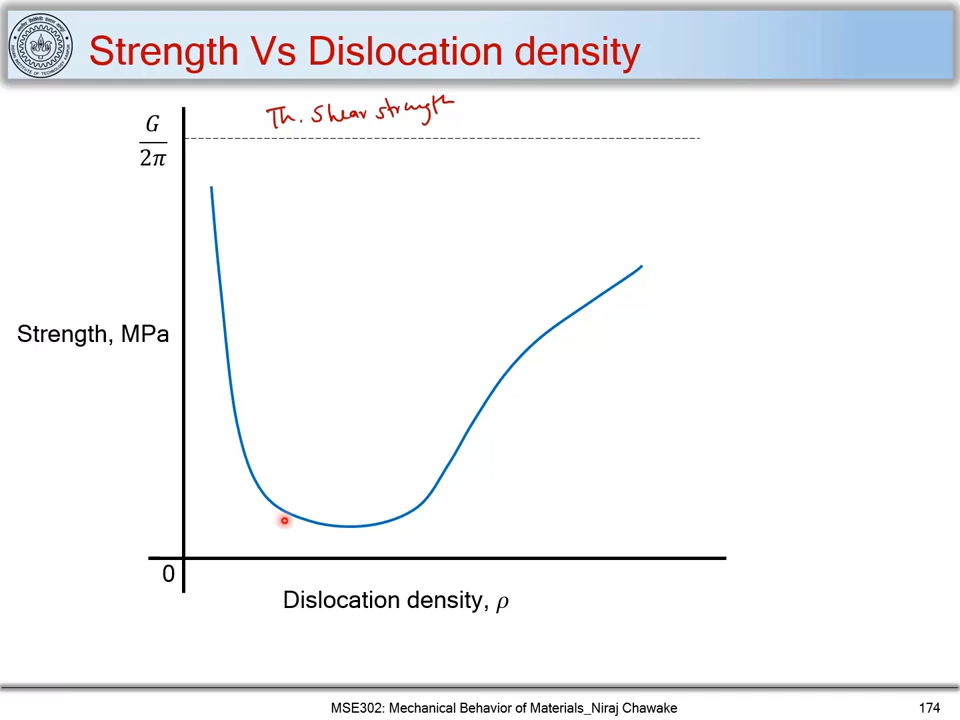 Strength Vs Dislocation density
Th. Shear strength
G
2π
Strength, MPa
0
Dislocation density, ρ
MSE302: Mechanical Behavior of Materials_Niraj Chawake
174